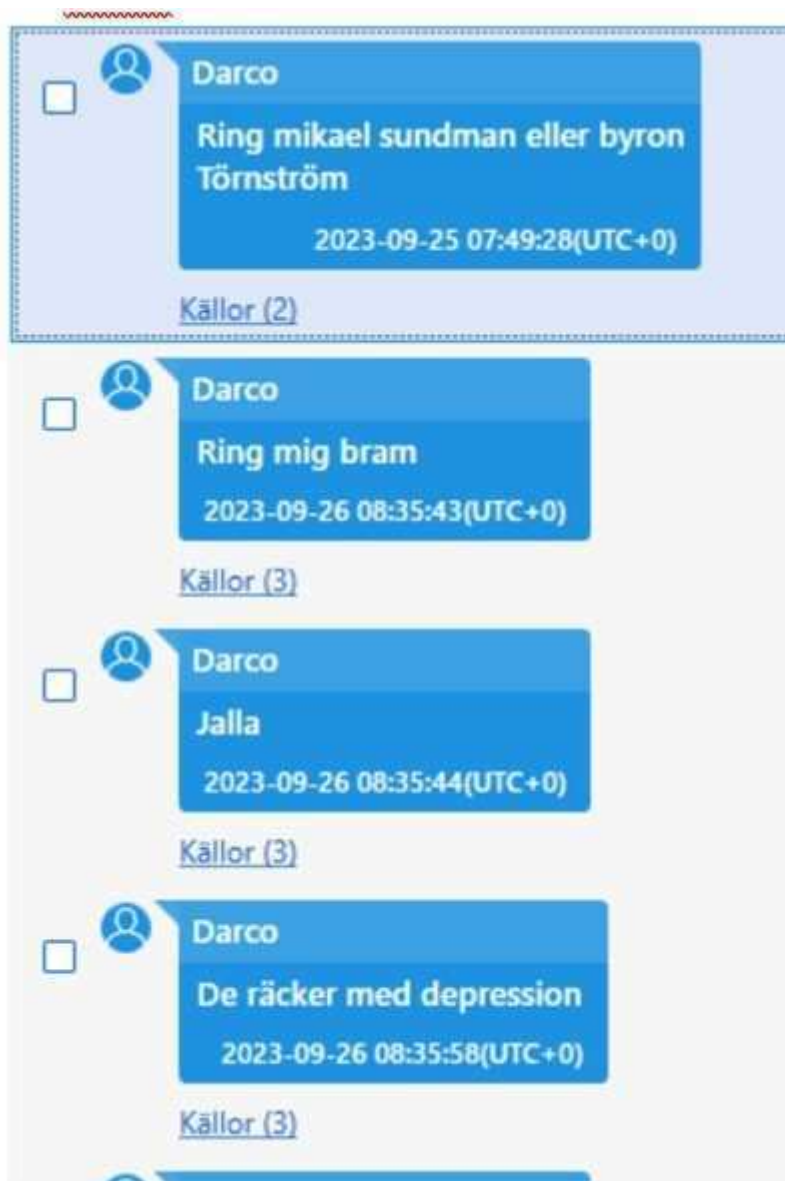 Darco
Ring mikael sundman eller byron
Törnström
2023-09-25 07:49:28(UTC+0)
Källor (2)
Darco
Ring mig bram
2023-09-26 08:35:43(UTC+0)
Källor (3)
Darco
Jalla
2023-09-26 08:35:44(UTC+0)
Källor (3)
Darco
De räcker med depression
2023-09-26 08:35:58(UTC+0)
Källor (3)